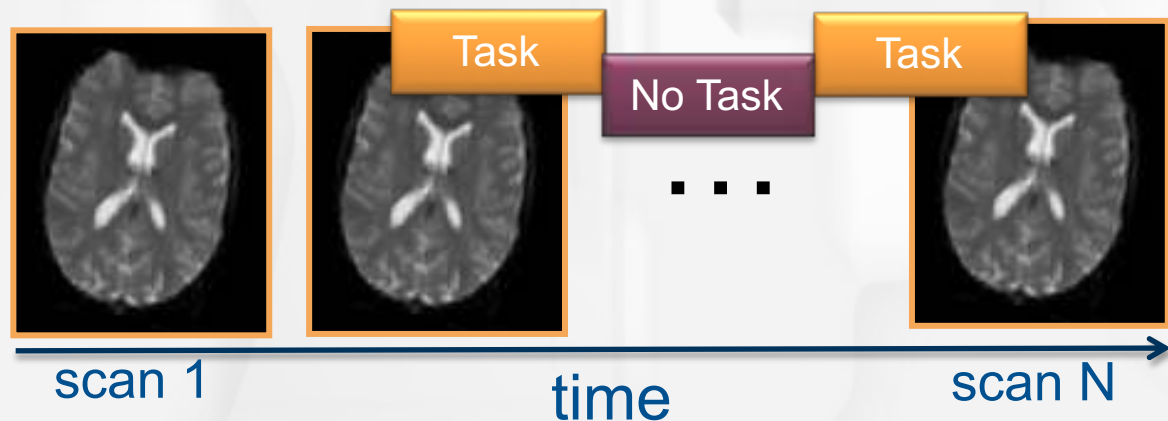 Task
No Task
Task
. . .
scan 1
time
scan N